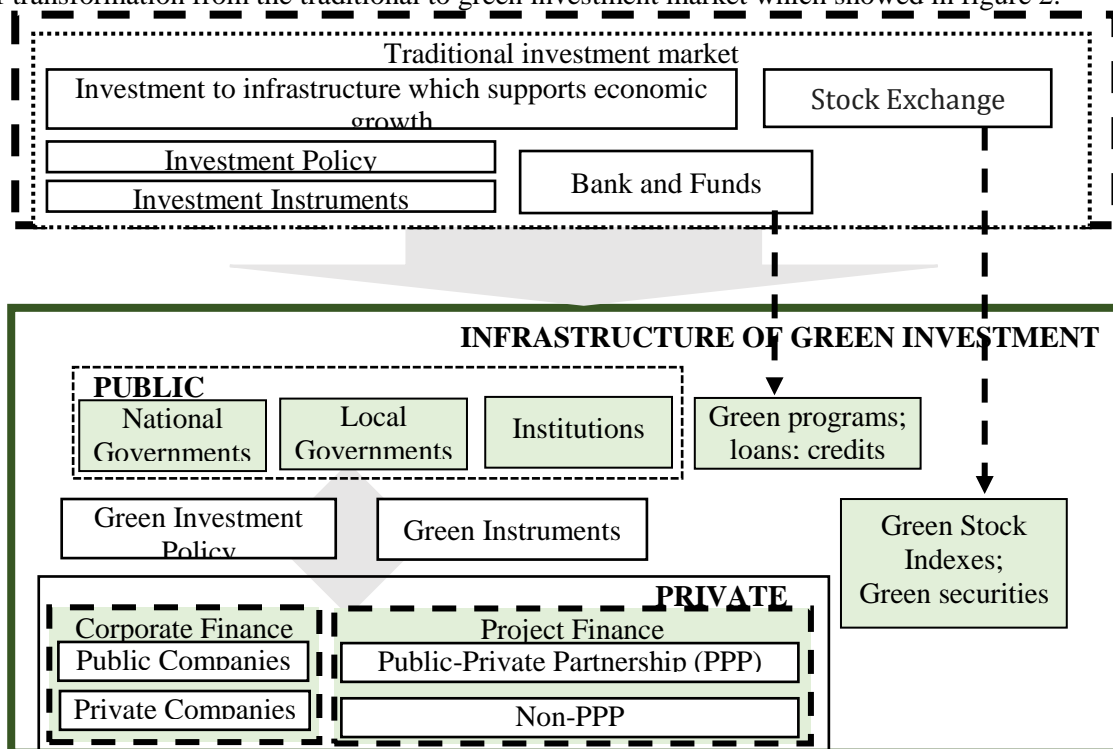 transformation from the traditional to green investment market which showed in figure 2.
Traditional investment market
Investment to infrastructure which supports economic
growth
Stock Exchange
Investment Policy
Investment Instruments
Bank and Funds
INFRASTRUCTURE OF GREEN INVESTMENT
PUBLIC
National
Governments
Local
Governments
Institutions
Green programs;
loans; credits
Green Investment
Policy
Green Instruments
Green Stock
Indexes;
Green securities
PRIVATE
Corporate Finance
Public Companies
Private Companies
Project Finance
Public-Private Partnership (PPP)
Non-PPP